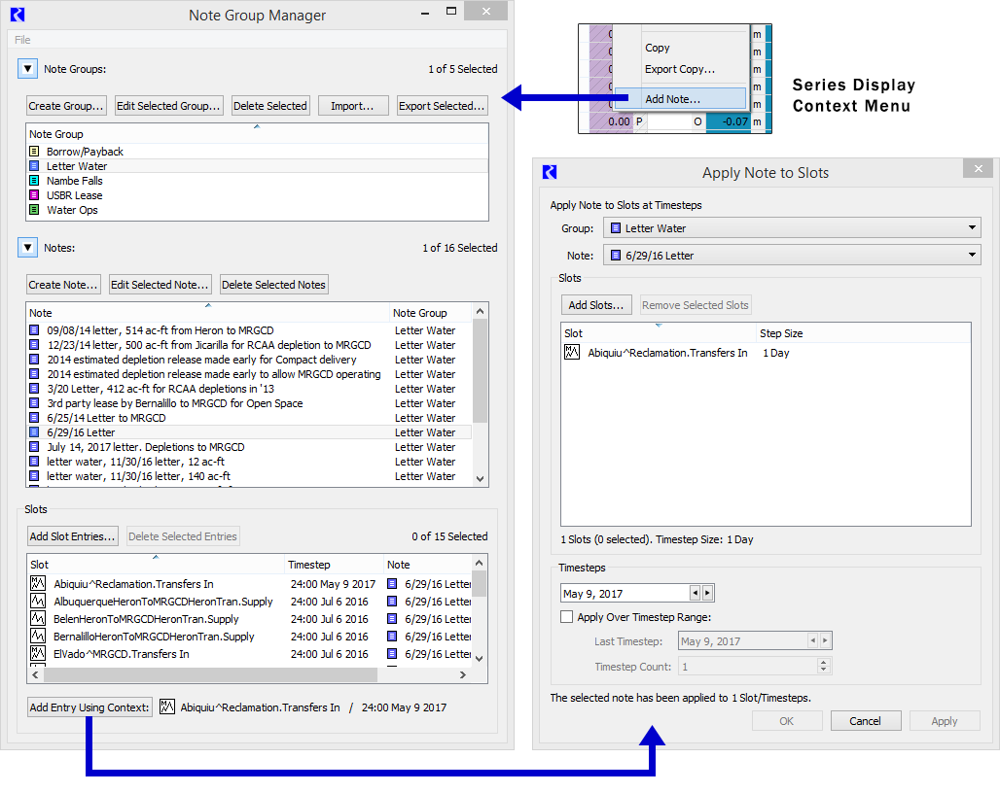 Note Group Manager
File
Note Groups:
1 of 5 Selected
Create Group...
Edit Selected Group...
Delete Selected
Import...
Export Selected...
Note Group
Borrow/Payback
Letter Water
Nambe Falls
USBR Lease
Water Ops
Notes:
1 of 16 Selected
Create Note...
Edit Selected Note...
Delete Selected Notes
Note Note Group
09/08/14 letter, 514 ac-ft from Heron to MRGCD Letter Water
12/23/14 letter, 500 ac-ft from Jicarilla for RCAA depletion to MRGCD Letter Water
2014 estimated depletion release made early for Compact delivery Letter Water
2014 estimated depletion release made early to allow MRGCD operating Letter Water
3/20 Letter, 412 ac-ft for RCAA depletions in '13 Letter Water
3rd party lease by Bernalillo to MRGCD for Open Space Letter Water
6/25/14 Letter to MRGCD Letter Water
6/29/16 Letter Letter Water
July 14, 2017 letter. Depletions to MRGCD Letter Water
letter water, 11/30/16 letter, 12 ac-ft Letter Water
letter water, 11/30/16 letter, 140 ac-ft Letter Water
Slots
Add Slot Entries...
Delete Selected Entries
0 of 15 Selected
Slot Timestep Note
Abiquiu^Reclamation.Transfers In 24:00 May 9 2017 6/29/16 Letter
AlbuquerqueHeronToMRGCDHeronTran.Supply 24:00 Jul 6 2016 6/29/16 Letter
BelenHeronToMRGCDHeronTran.Supply 24:00 Jul 6 2016 6/29/16 Letter
BernalilloHeronToMRGCDHeronTran.Supply 24:00 Jul 6 2016 6/29/16 Letter
ElVado^MRGCD.Transfers In 24:00 Jul 6 2016 6/29/16 Letter
Add Entry Using Context:
Abiquiu^Reclamation.Transfers In / 24:00 May 9 2017
m
Copy
Export Copy...
m
m
Add Note...
m
m
0.00 P O -0.07 m
Series Display
Context Menu
Apply Note to Slots
Apply Note to Slots at Timesteps
Group: Letter Water
Note: 6/29/16 Letter
Slots
Add Slots...
Remove Selected Slots
Slot Step Size
Abiquiu^Reclamation.Transfers In 1 Day
1 Slots (0 selected). Timestep Size: 1 Day
Timesteps
May 9, 2017
Apply Over Timestep Range:
Last Timestep: May 9, 2017
Timestep Count: 1
The selected note has been applied to 1 Slot/Timesteps.
OK
Cancel
Apply